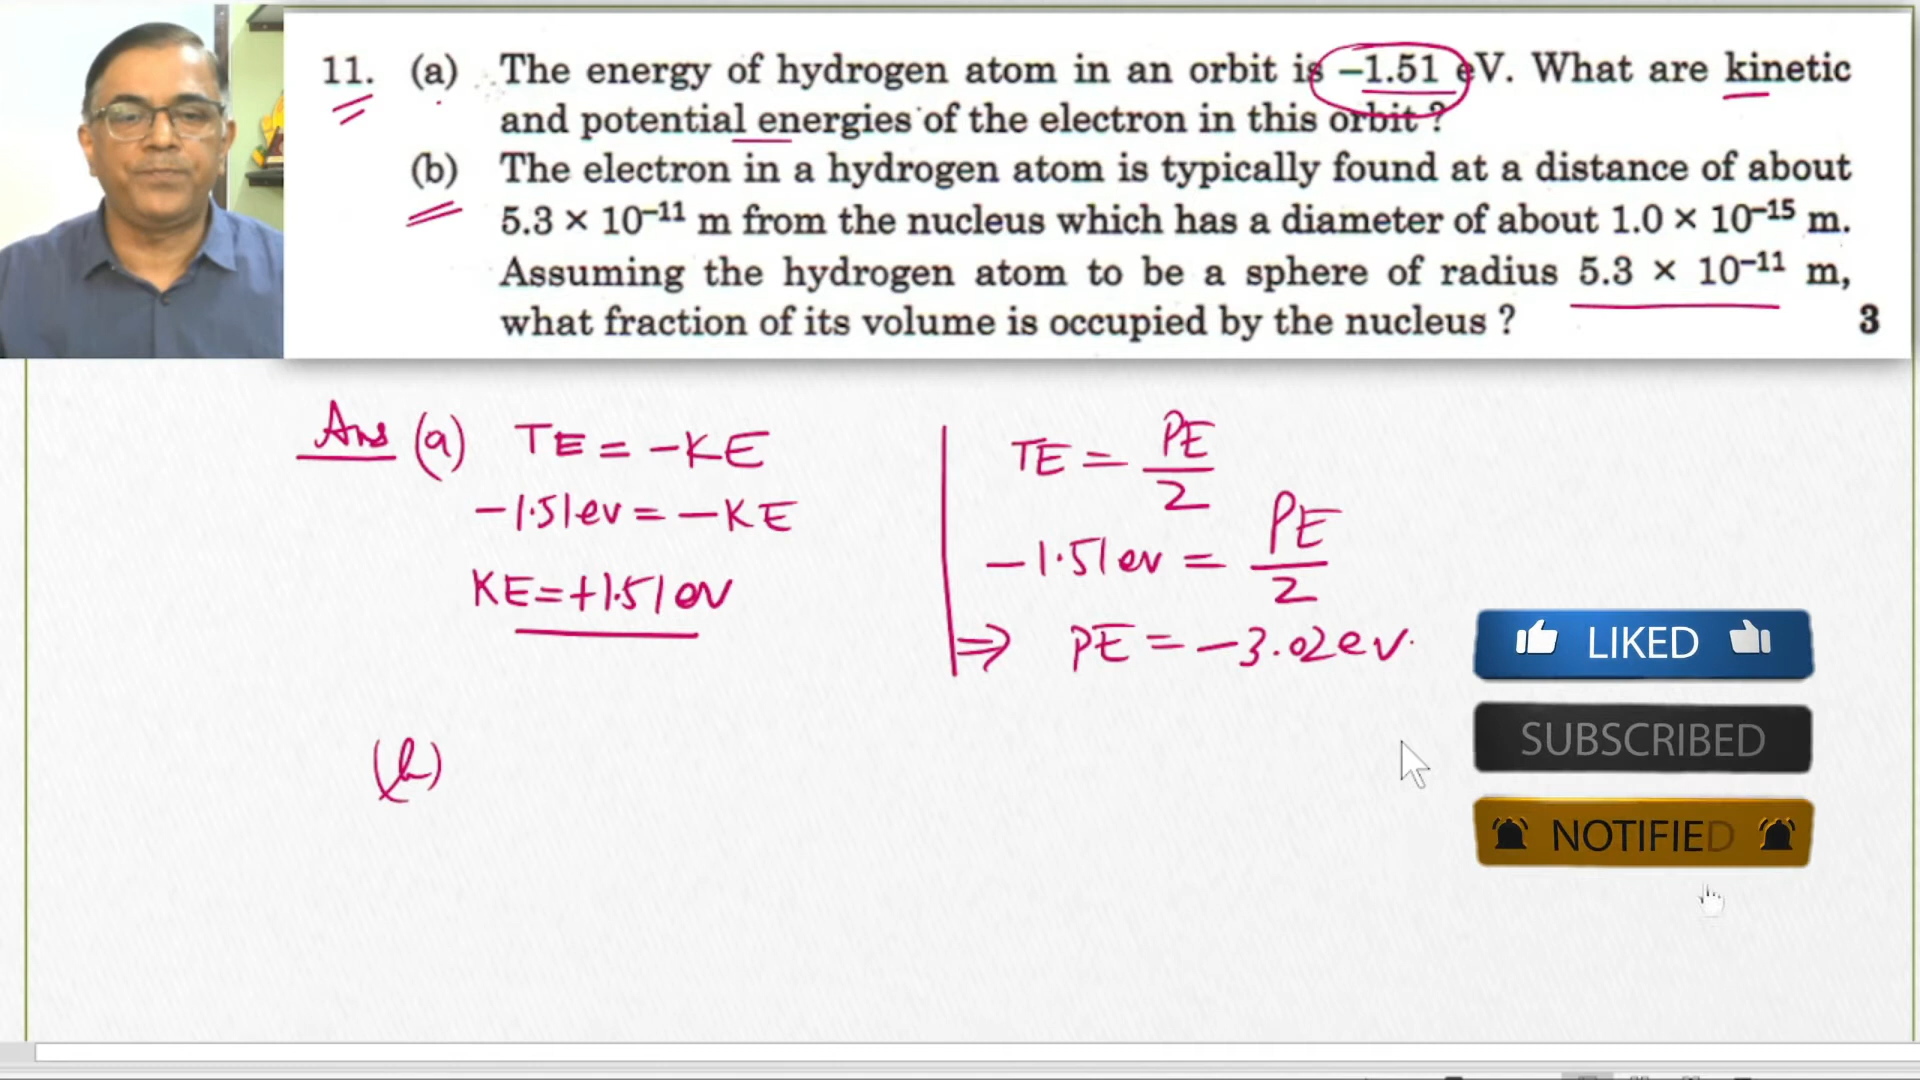 11. (a) The energy of hydrogen atom in an orbit is –1.51 eV. What are kinetic
and potential energies of the electron in this orbit ?
(b) The electron in a hydrogen atom is typically found at a distance of about
5.3 × 10⁻¹¹ m from the nucleus which has a diameter of about 1.0 × 10⁻¹⁵ m.
Assuming the hydrogen atom to be a sphere of radius 5.3 × 10⁻¹¹ m,
what fraction of its volume is occupied by the nucleus ? 3
Ans (a) TE = -KE
-1.51ev = -KE
KE=+1.51ev
TE = PE/2
-1.51ev = PE/2
⇒ PE = -3.02ev.
(b)
LIKED
SUBSCRIBED
NOTIFIED